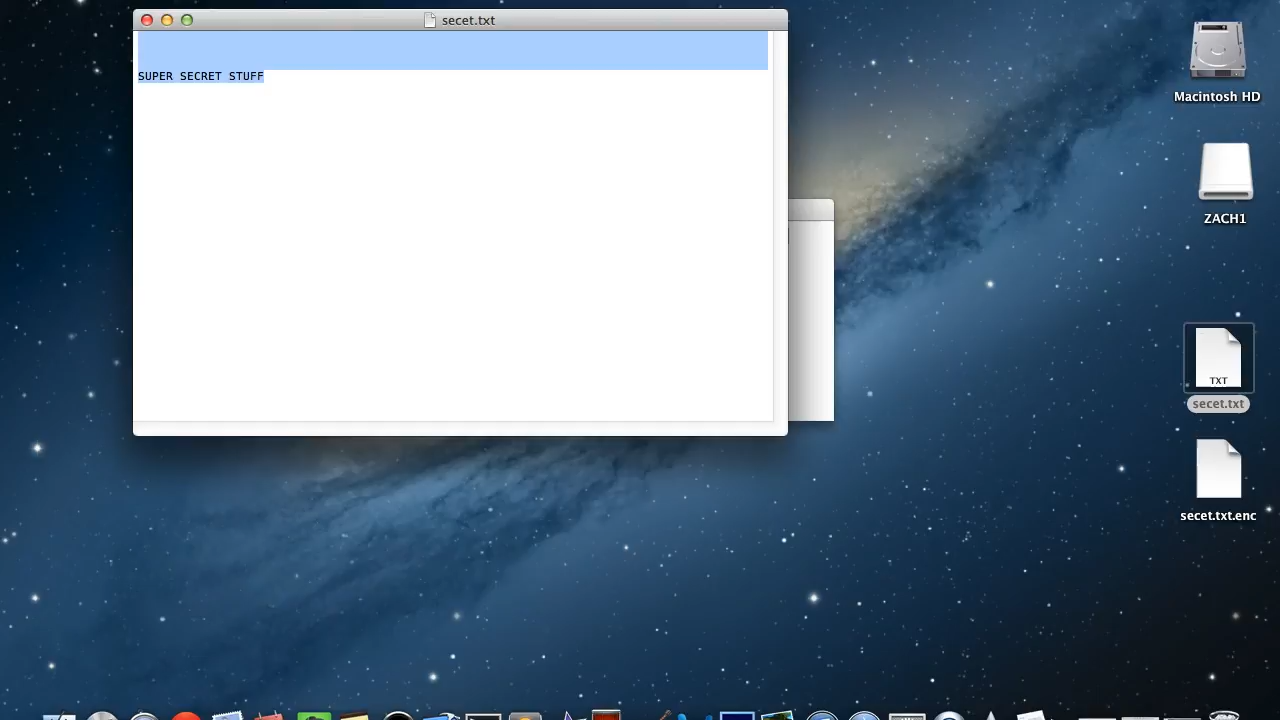 secet.txt
SUPER SECRET STUFF
Macintosh HD
ZACH1
TXT
secet.txt
secet.txt.enc